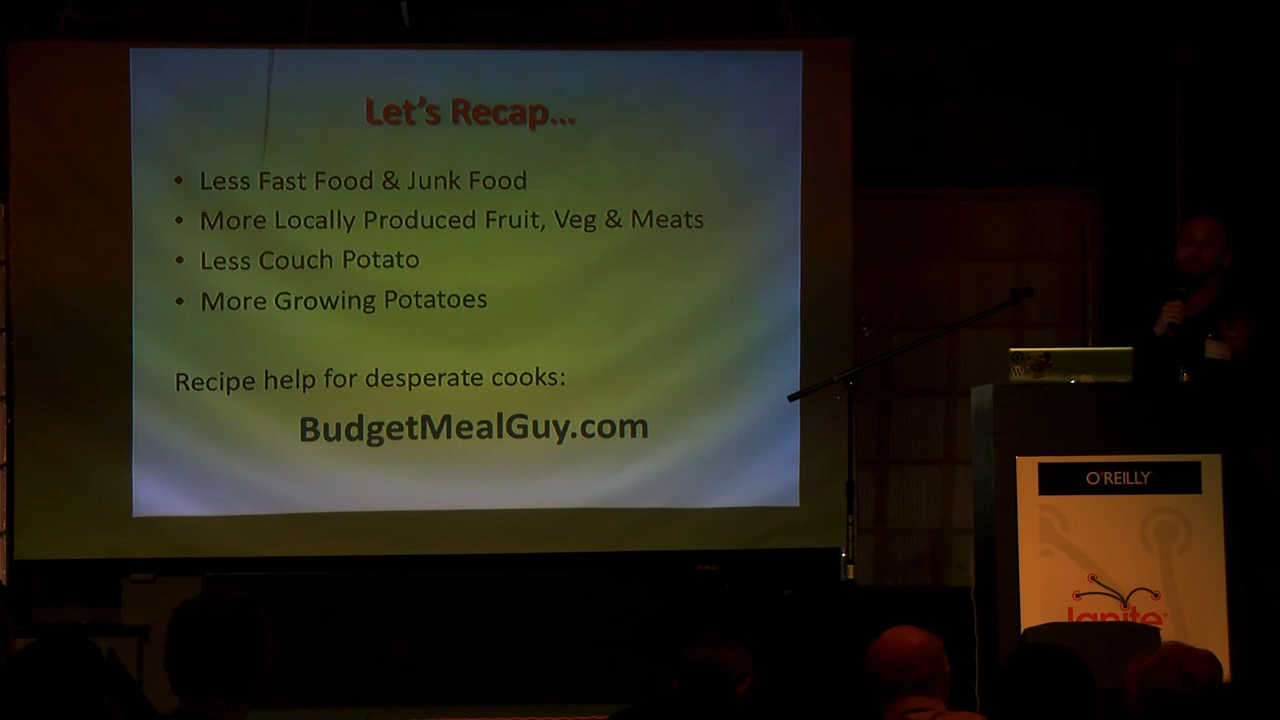 Let's Recap...
• Less Fast Food & Junk Food
• More Locally Produced Fruit, Veg & Meats
• Less Couch Potato
• More Growing Potatoes
Recipe help for desperate cooks:
BudgetMealGuy.com
O'REILLY
Ignite